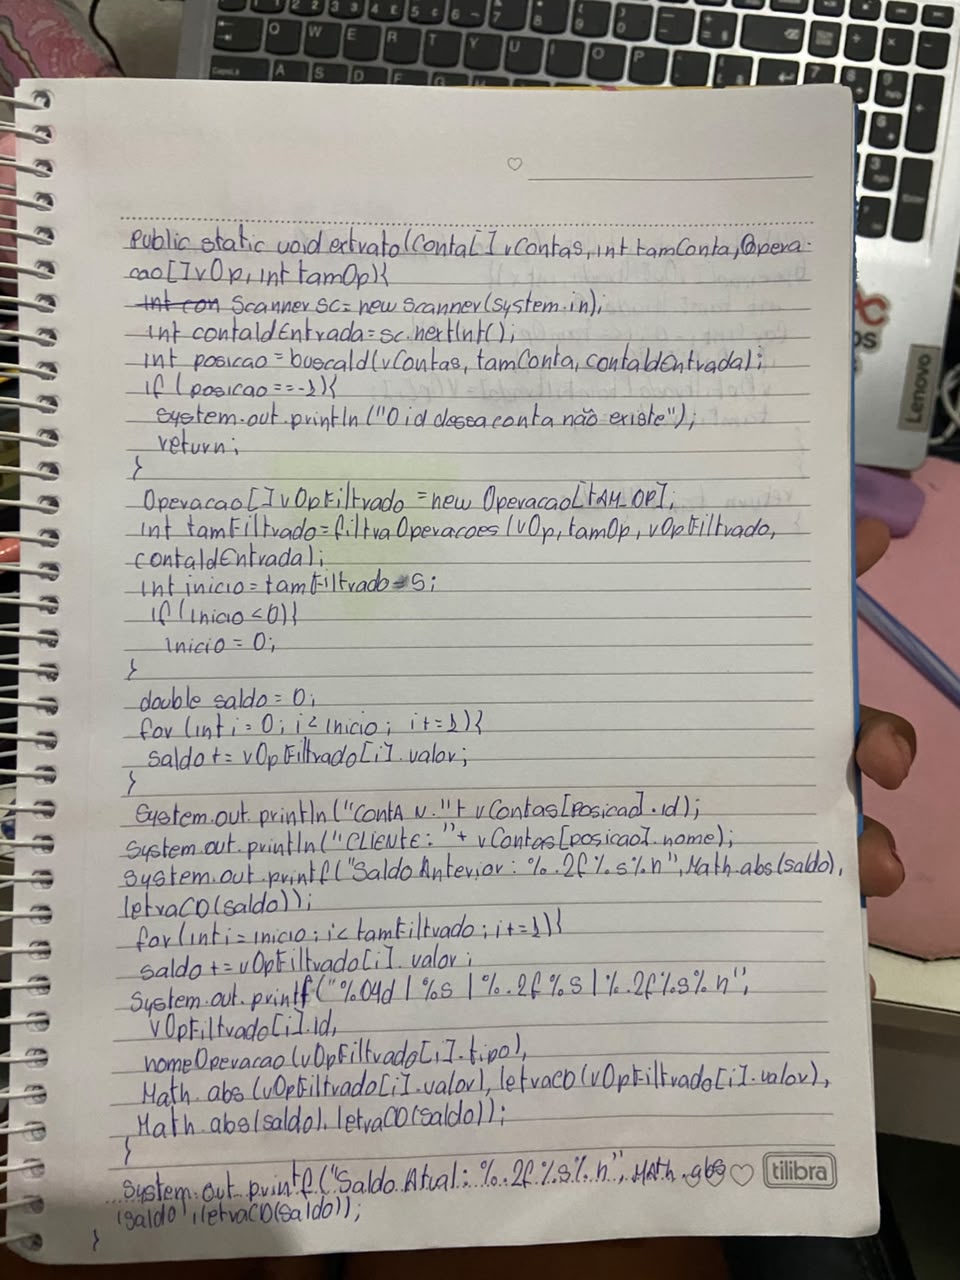 Q W E R T Y U I O P
A S D F G
Public static void extrato(Conta[] vContas, int tamConta, Opera-
cao[] vOp, int tamOp){
int con Scanner sc = new Scanner(system.in);
int contaIdEntrada = sc.nextInt();
int posicao = buscaId(vContas, tamConta, contaIdEntrada);
if (posicao == -1){
system.out.println("O id dessa conta não existe");
return;
}
Operacao[] vOpFiltrado = new Operacao[tAM_OP];
int tamFiltrado = filtraOperacoes (vOp, tamOp, vOpFiltrado,
contaIdEntrada);
int inicio = tamFiltrado - 5;
if (inicio < 0){
inicio = 0;
}
double saldo = 0;
for (int i = 0; i < inicio; i += 1){
saldo += vOpFiltrado[i].valor;
}
System.out.println("Conta N." + vContas[posicao].id);
System.out.println("CLIENTE: " + vContas[posicao].nome);
System.out.printf("Saldo Anterior: %.2f%s%n", Math.abs(saldo),
letraCD(saldo));
for(int i = inicio; i < tamFiltrado; i += 1){
saldo += vOpFiltrado[i].valor;
System.out.printf("%04d | %s | %.2f%s | %.2f%s%n",
vOpFiltrado[i].id,
nomeOperacao(vOpFiltrado[i].tipo),
Math.abs(vOpFiltrado[i].valor), letraCD(vOpFiltrado[i].valor),
Math.abs(saldo), letraCD(saldo));
}
System.out.printf("Saldo Atual: %.2f%s%n", MAth.abs
(saldo), letraCD(saldo));
}
tilibra
Lenovo